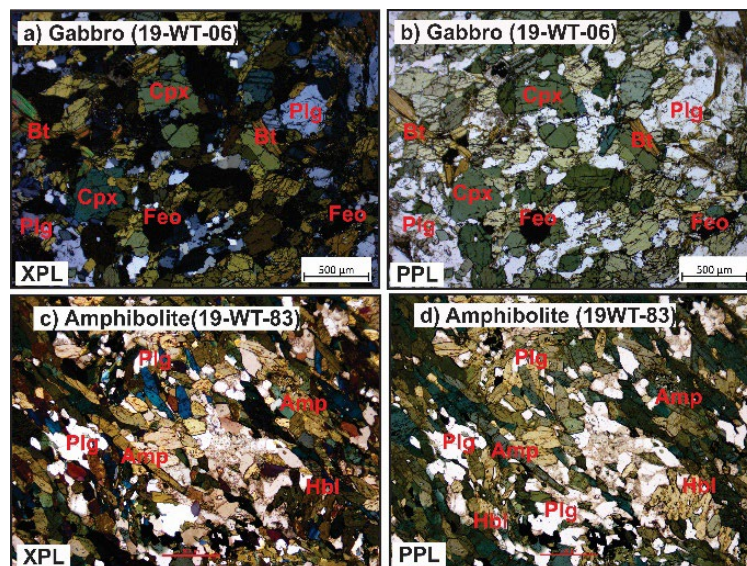 a) Gabbro (19-WT-06)
Cpx
Plg
Bt
Bt
Cpx
Plg
Feo
Feo
XPL
500 µm
b) Gabbro (19-WT-06)
Cpx
Plg
Bt
Bt
Cpx
Plg
Feo
Feo
PPL
500 µm
c) Amphibolite(19-WT-83)
Plg
Amp
Plg
Amp
Hbl
XPL
d) Amphibolite (19WT-83)
Plg
Amp
Plg
Amp
Hbl
Hbl
Plg
PPL